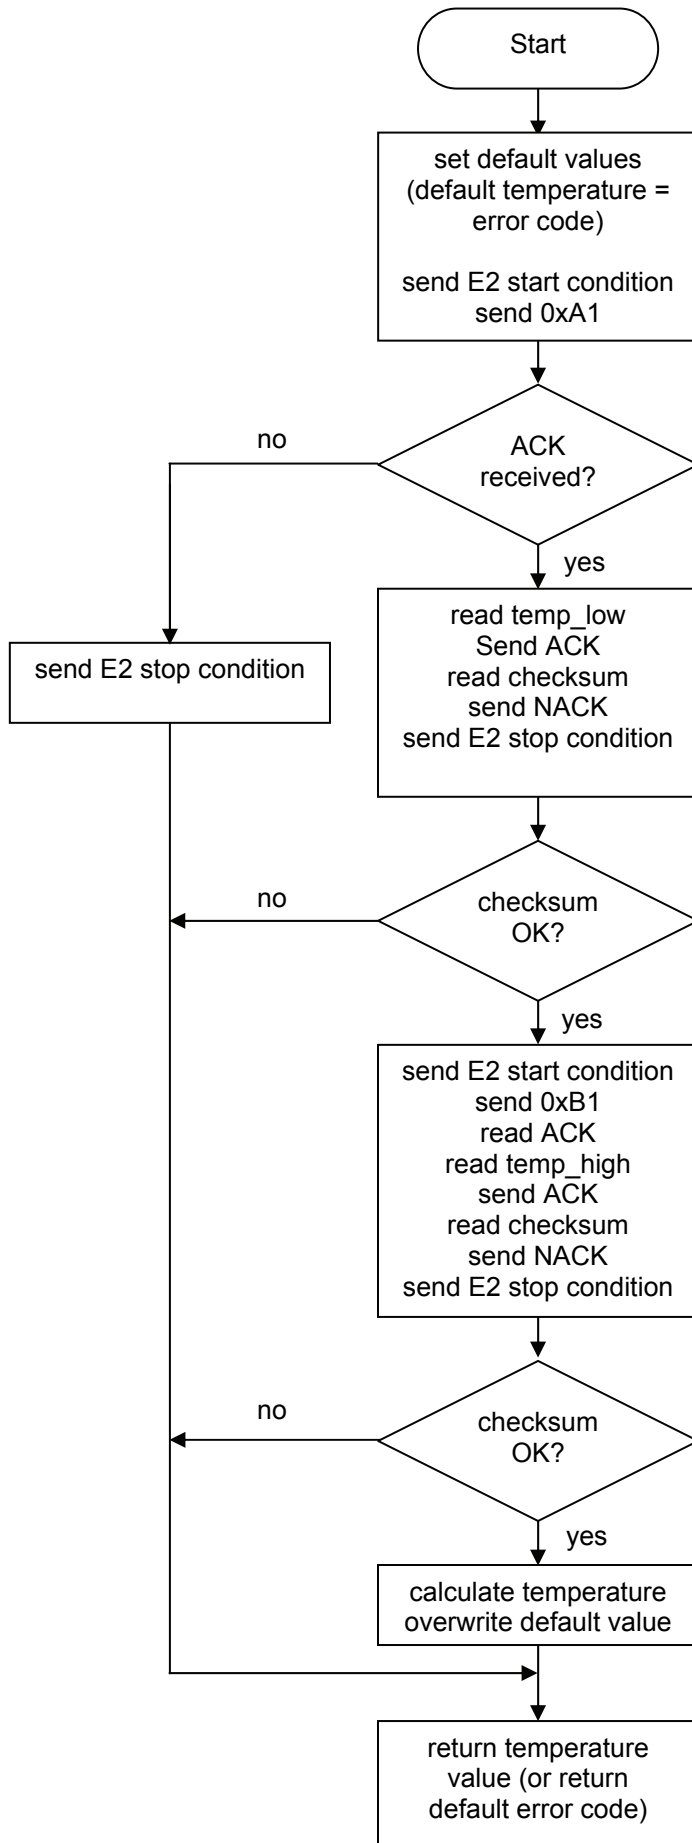 Start
set default values
(default temperature =
error code)
send E2 start condition
send 0xA1
no
ACK
received?
yes
send E2 stop condition
read temp_low
Send ACK
read checksum
send NACK
send E2 stop condition
no
checksum
OK?
yes
send E2 start condition
send 0xB1
read ACK
read temp_high
send ACK
read checksum
send NACK
send E2 stop condition
no
checksum
OK?
yes
calculate temperature
overwrite default value
return temperature
value (or return
default error code)